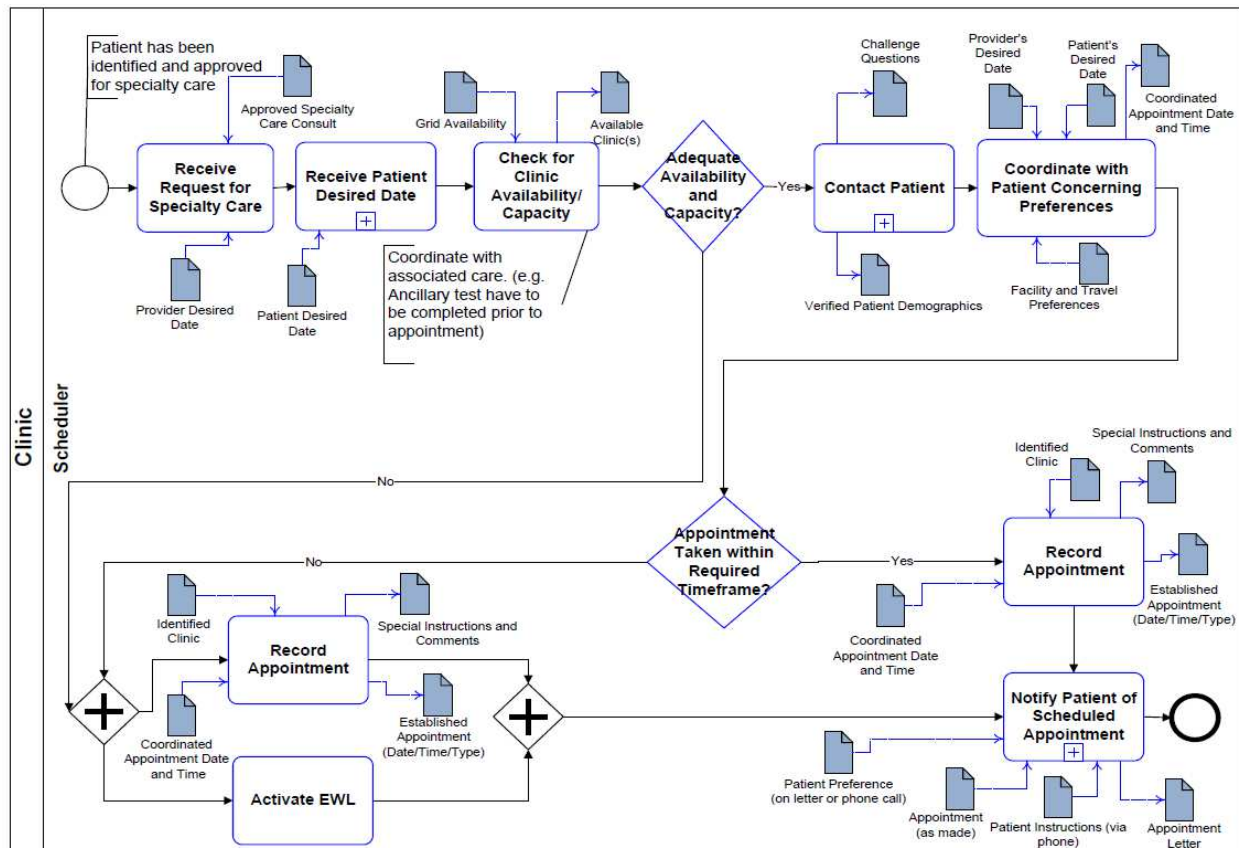 Clinic
Scheduler
Patient has been
identified and approved
for specialty care
Approved Specialty
Care Consult
Grid Availability
Available
Clinic(s)
Challenge
Questions
Provider's
Desired
Date
Patient's
Desired
Date
Coordinated
Appointment Date
and Time
Receive
Request for
Specialty Care
Receive Patient
Desired Date
Check for
Clinic
Availability/
Capacity
Adequate
Availability
and
Capacity?
Yes
Contact Patient
Coordinate with
Patient Concerning
Preferences
Provider Desired
Date
Patient Desired
Date
Coordinate with
associated care. (e.g.
Ancillary test have to
be completed prior to
appointment)
Verified Patient Demographics
Facility and Travel
Preferences
No
Identified
Clinic
Special Instructions and
Comments
Appointment
Taken within
Required
Timeframe?
No
Yes
Record
Appointment
Coordinated
Appointment Date
and Time
Established
Appointment
(Date/Time/Type)
Identified
Clinic
Special Instructions and
Comments
Record
Appointment
Coordinated
Appointment Date
and Time
Established
Appointment
(Date/Time/Type)
Activate EWL
Notify Patient of
Scheduled
Appointment
Patient Preference
(on letter or phone call)
Appointment
(as made)
Patient Instructions (via
phone)
Appointment
Letter